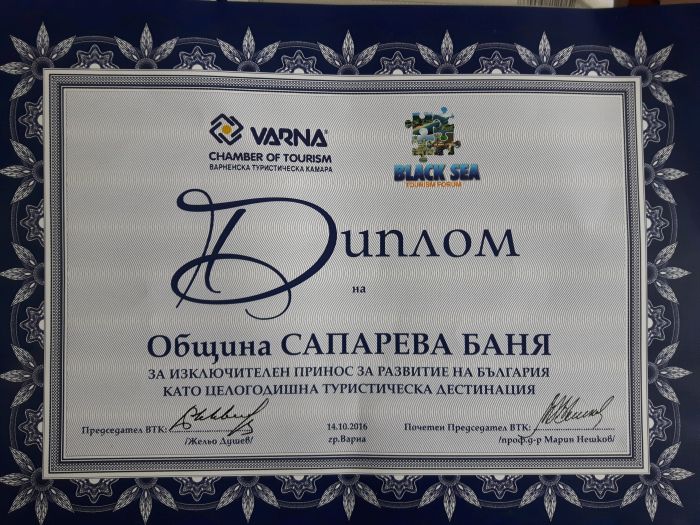 VARNA®
CHAMBER OF TOURISM
ВАРНЕНСКА ТУРИСТИЧЕСКА КАМАРА
BLACK SEA
TOURISM FORUM
Диплом
на
Община САПАРЕВА БАНЯ
ЗА ИЗКЛЮЧИТЕЛЕН ПРИНОС ЗА РАЗВИТИЕ НА БЪЛГАРИЯ
КАТО ЦЕЛОГОДИШНА ТУРИСТИЧЕСКА ДЕСТИНАЦИЯ
Председател ВТК:
/Жельо Душев/
14.10.2016
гр.Варна
Почетен Председател ВТК:
/проф.д-р Марин Нешков/